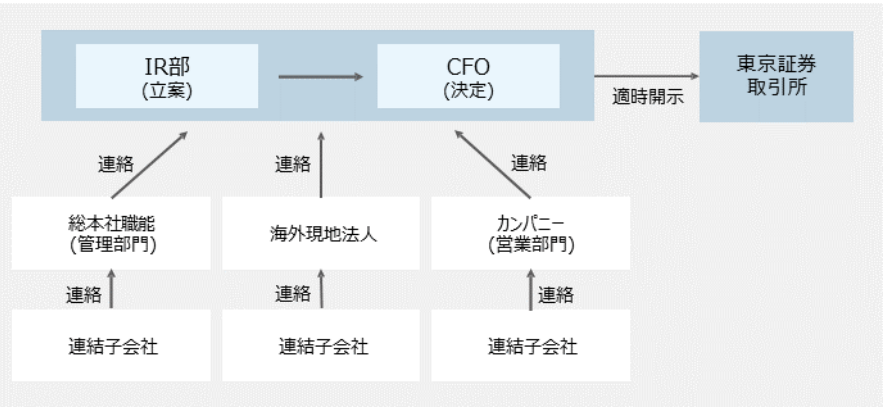 IR部
(立案)
CFO
(決定)
適時開示
東京証券
取引所
連絡
連絡
連絡
総本社職能
(管理部門)
海外現地法人
カンパニー
(営業部門)
連絡
連絡
連絡
連結子会社
連結子会社
連結子会社